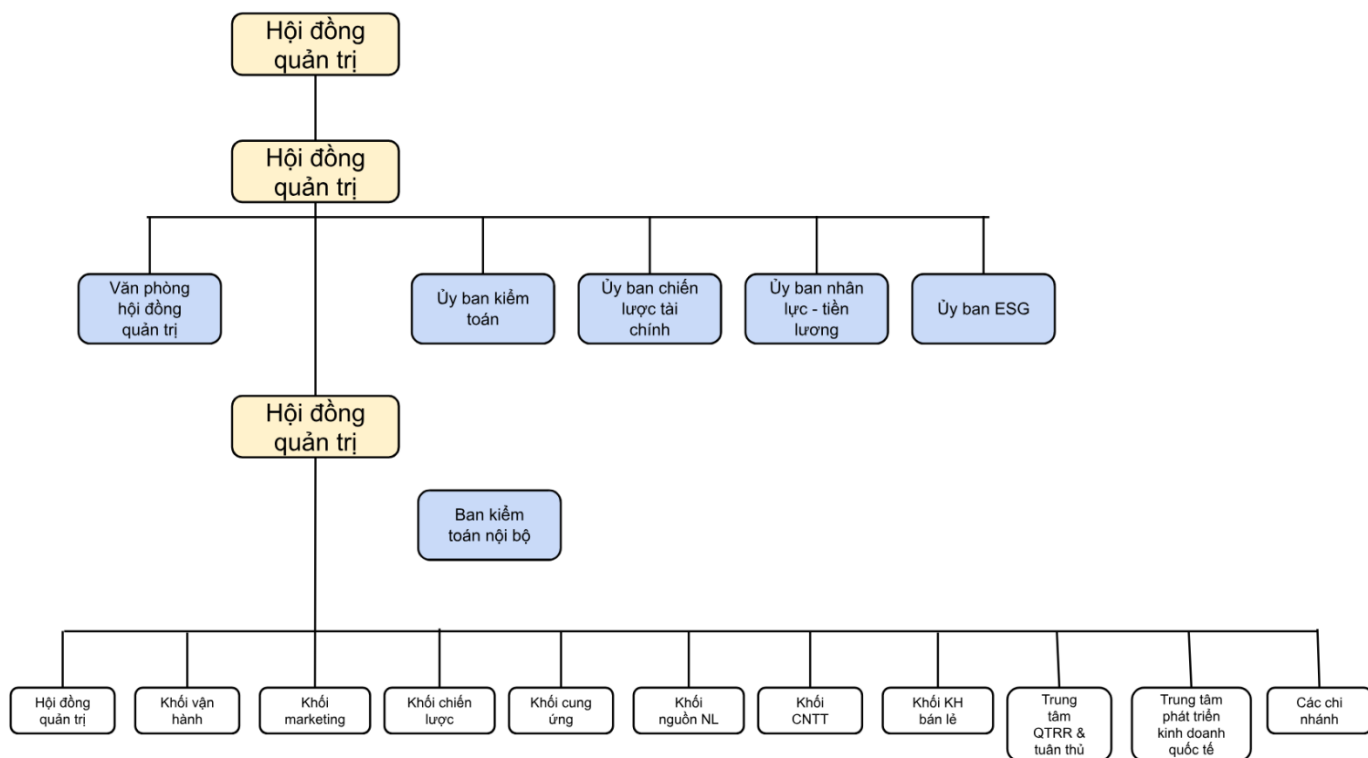 Hội đồng
quản trị
Hội đồng
quản trị
Văn phòng
hội đồng
quản trị
Ủy ban kiểm
toán
Ủy ban chiến
lược tài
chính
Ủy ban nhân
lực - tiền
lương
Ủy ban ESG
Hội đồng
quản trị
Ban kiểm
toán nội bộ
Hội đồng
quản trị
Khối vận
hành
Khối
marketing
Khối chiến
lược
Khối cung
ứng
Khối
nguồn NL
Khối
CNTT
Khối KH
bán lẻ
Trung
tâm
QTRR &
tuân thủ
Trung tâm
phát triển
kinh doanh
quốc tế
Các chi
nhánh